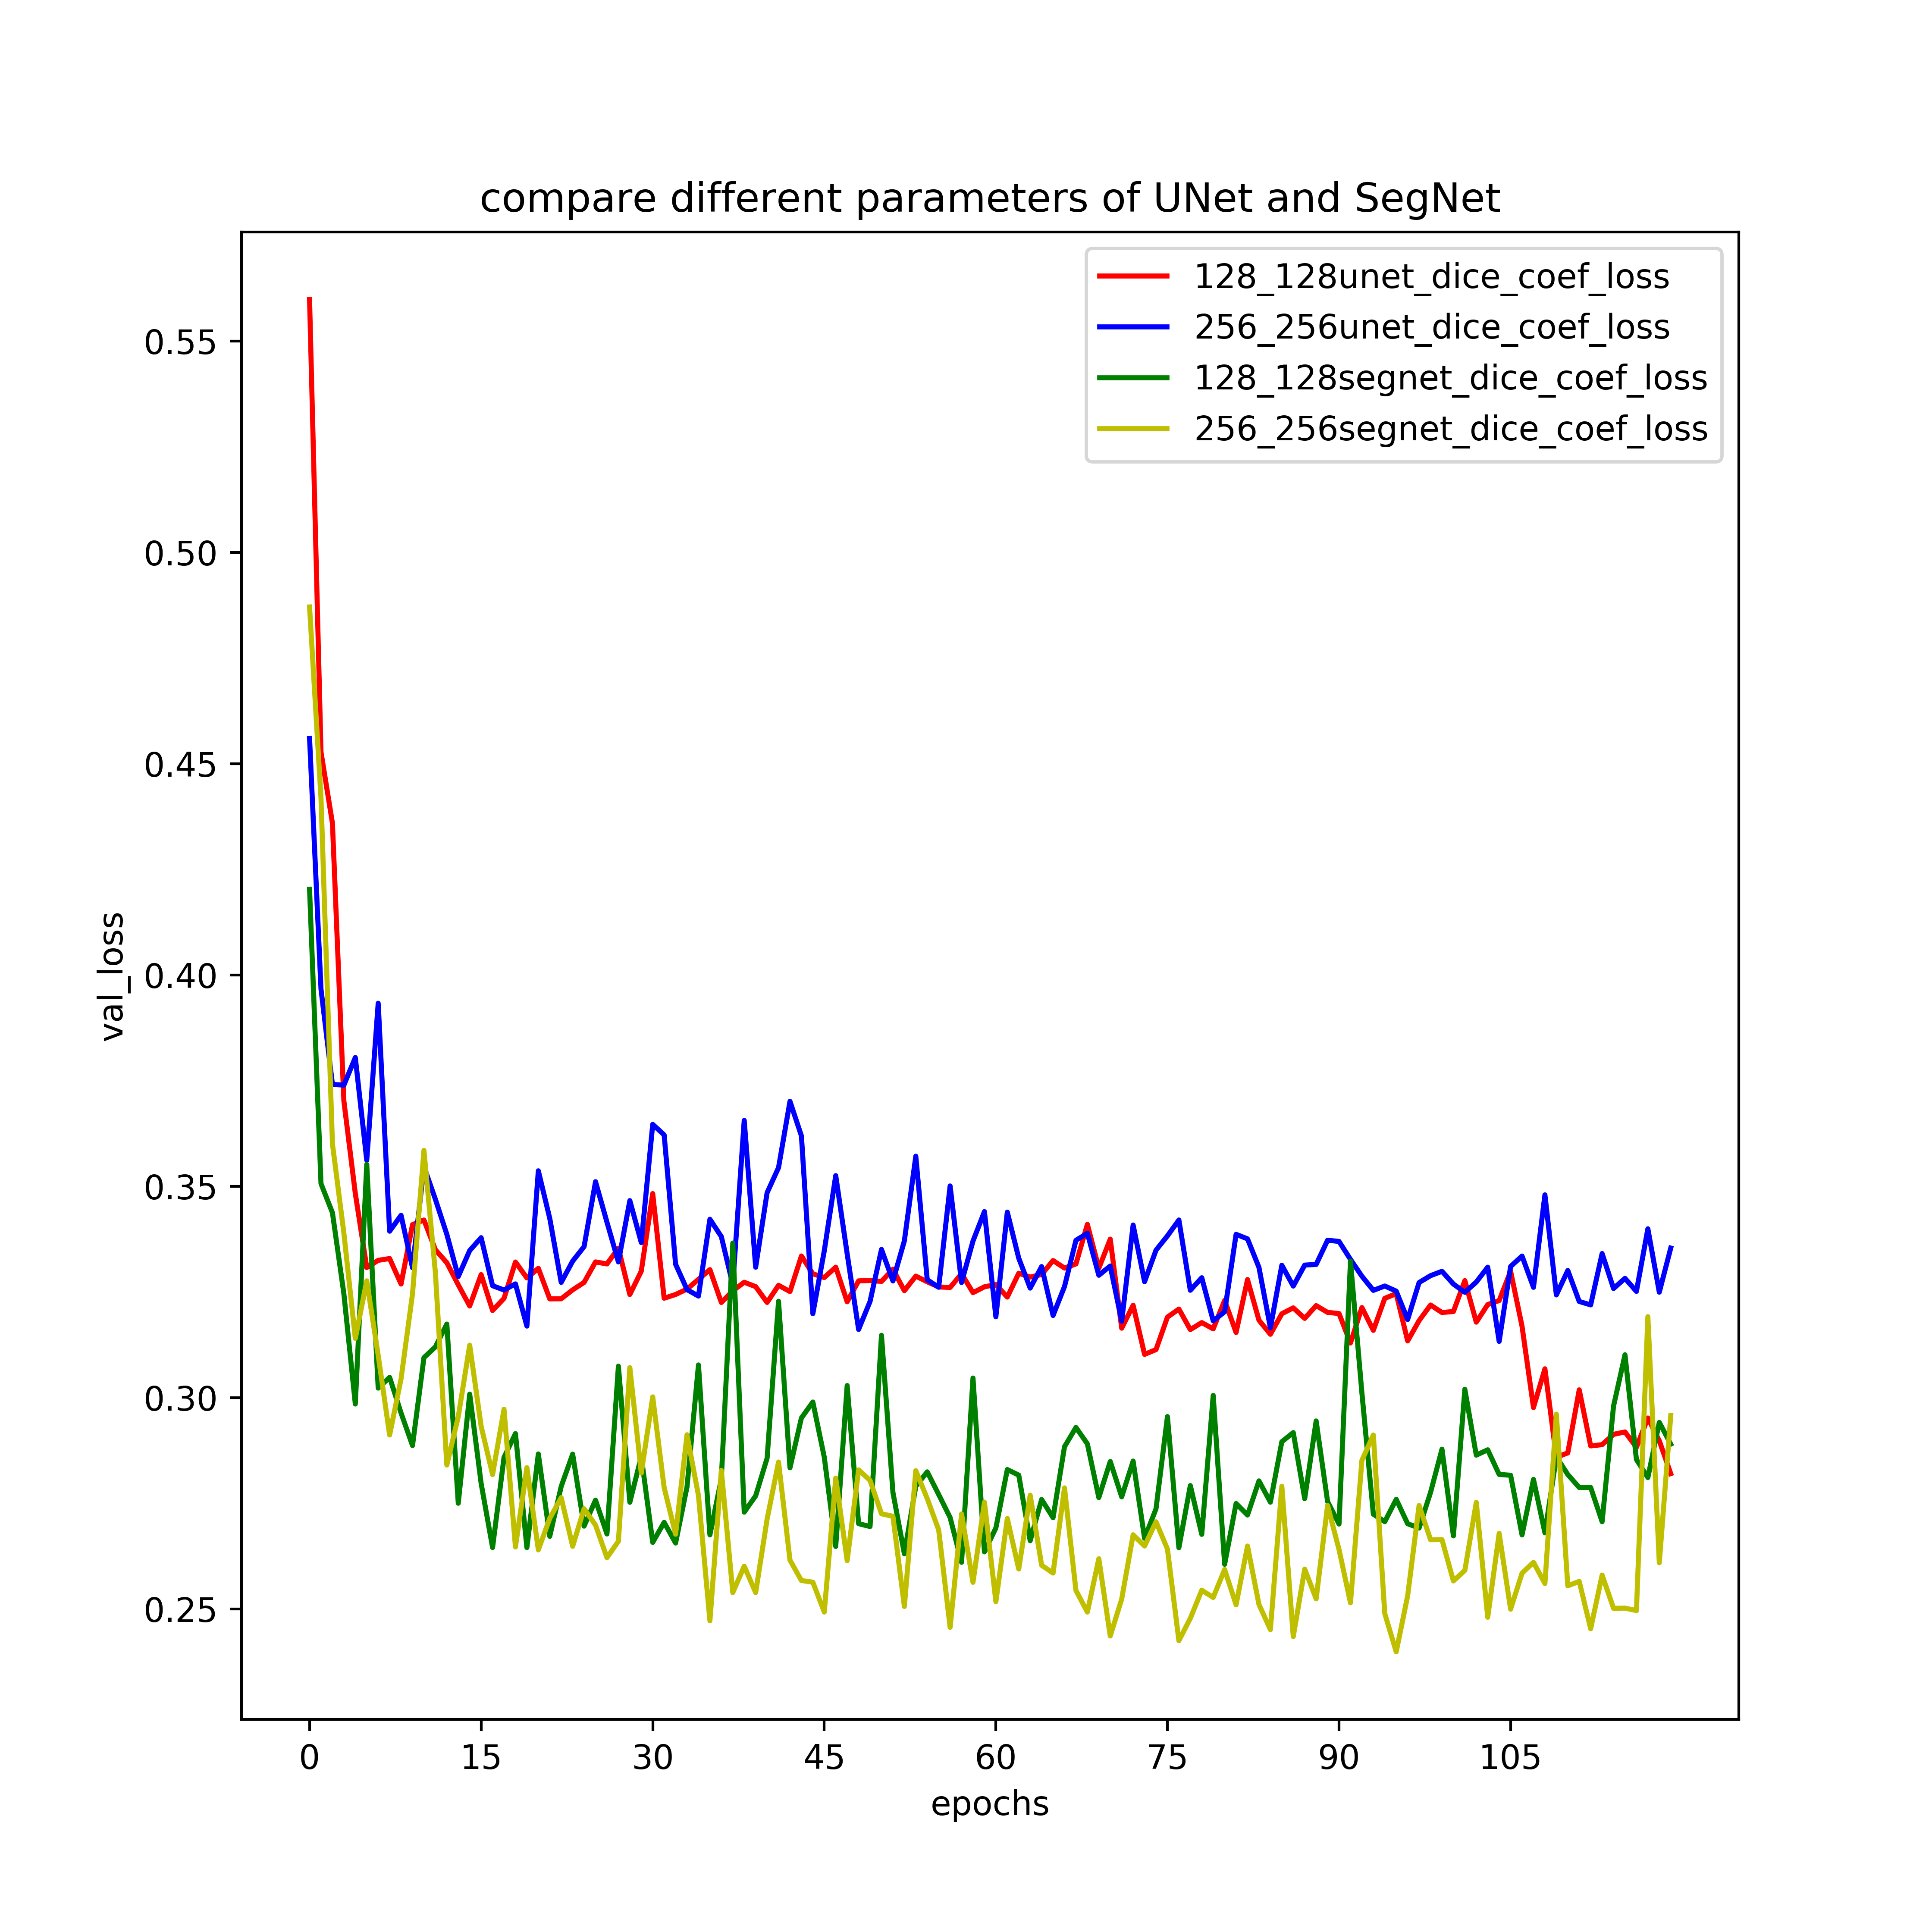 compare different parameters of UNet and SegNet
128_128unet_dice_coef_loss
256_256unet_dice_coef_loss
128_128segnet_dice_coef_loss
256_256segnet_dice_coef_loss
0.55
0.50
0.45
0.40
0.35
0.30
0.25
val_loss
0 15 30 45 60 75 90 105
epochs